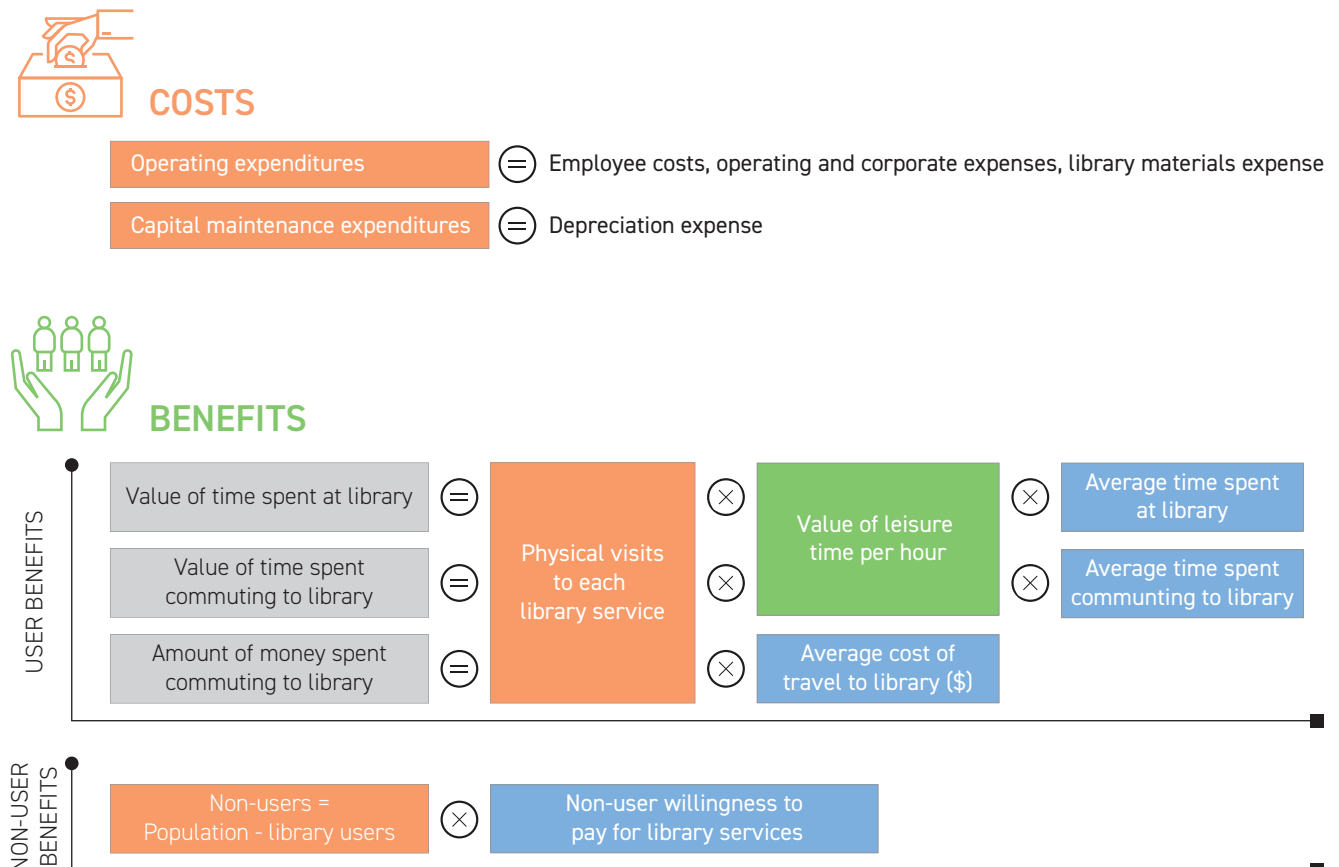 $
$
COSTS
Operating expenditures = Employee costs, operating and corporate expenses, library materials expense
Capital maintenance expenditures = Depreciation expense
BENEFITS
USER BENEFITS
Value of time spent at library =
Value of time spent
commuting to library =
Amount of money spent
commuting to library =
Physical visits
to each
library service
×
×
×
Value of leisure
time per hour
Average cost of
travel to library ($)
×
×
Average time spent
at library
Average time spent
communting to library
NON-USER
BENEFITS
Non-users =
Population - library users
×
Non-user willingness to
pay for library services